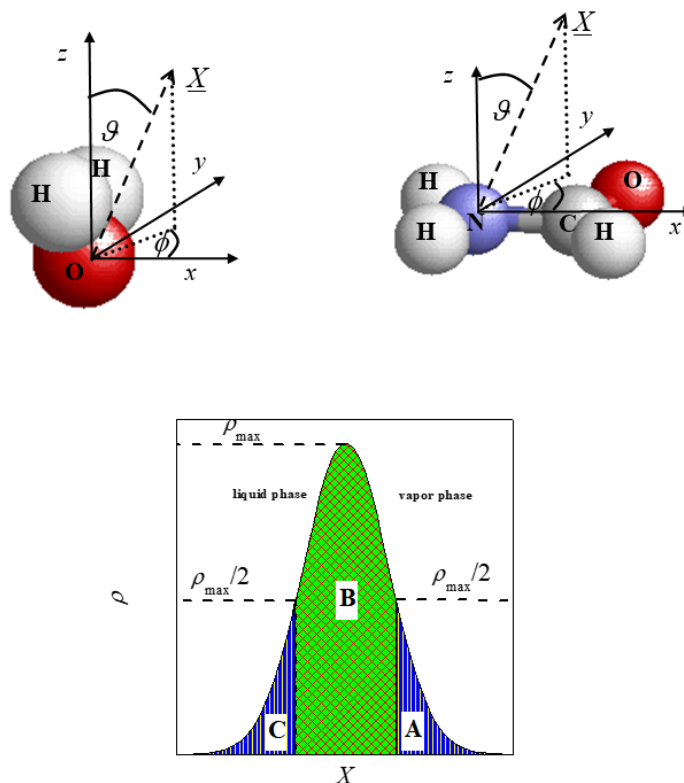 z
X
ϑ
y
H
H
O
ϕ
x
X
z
ϑ
y
H
O
N
ϕ
C
H
H
x
ρmax
liquid phase
vapor phase
ρmax/2
ρmax/2
B
ρ
C
A
X